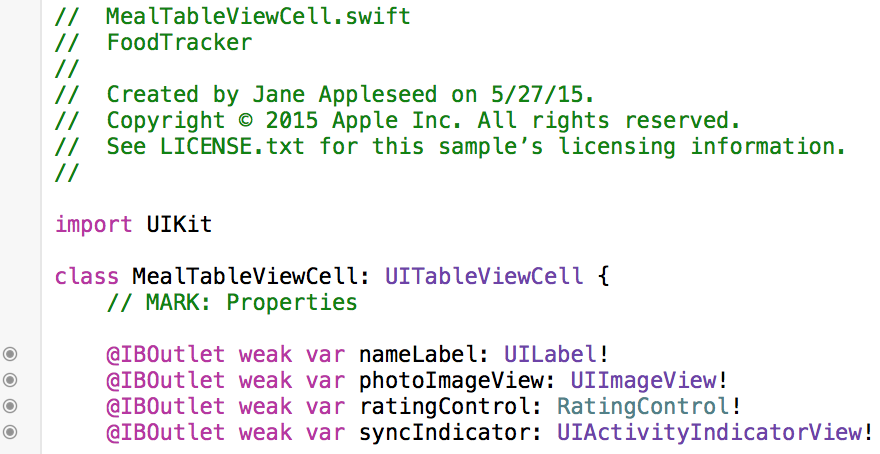 //  MealTableViewCell.swift
//  FoodTracker
//
//  Created by Jane Appleseed on 5/27/15.
//  Copyright © 2015 Apple Inc. All rights reserved.
//  See LICENSE.txt for this sample’s licensing information.
//
import UIKit
class MealTableViewCell: UITableViewCell {
// MARK: Properties
@IBOutlet weak var nameLabel: UILabel!
@IBOutlet weak var photoImageView: UIImageView!
@IBOutlet weak var ratingControl: RatingControl!
@IBOutlet weak var syncIndicator: UIActivityIndicatorView!